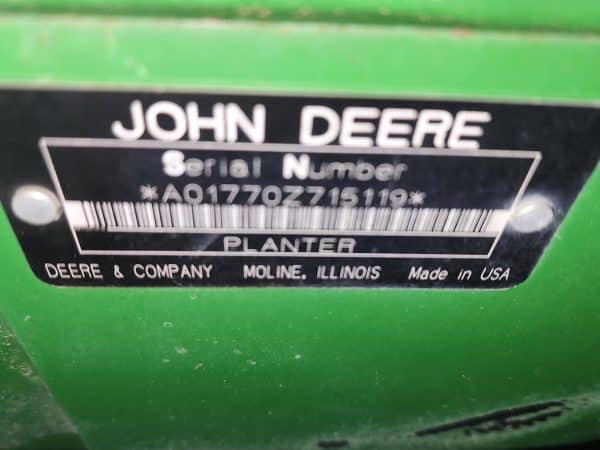 JOHN DEERE
Serial Number
*A01770Z715119*
PLANTER
DEERE & COMPANY MOLINE, ILLINOIS Made in USA